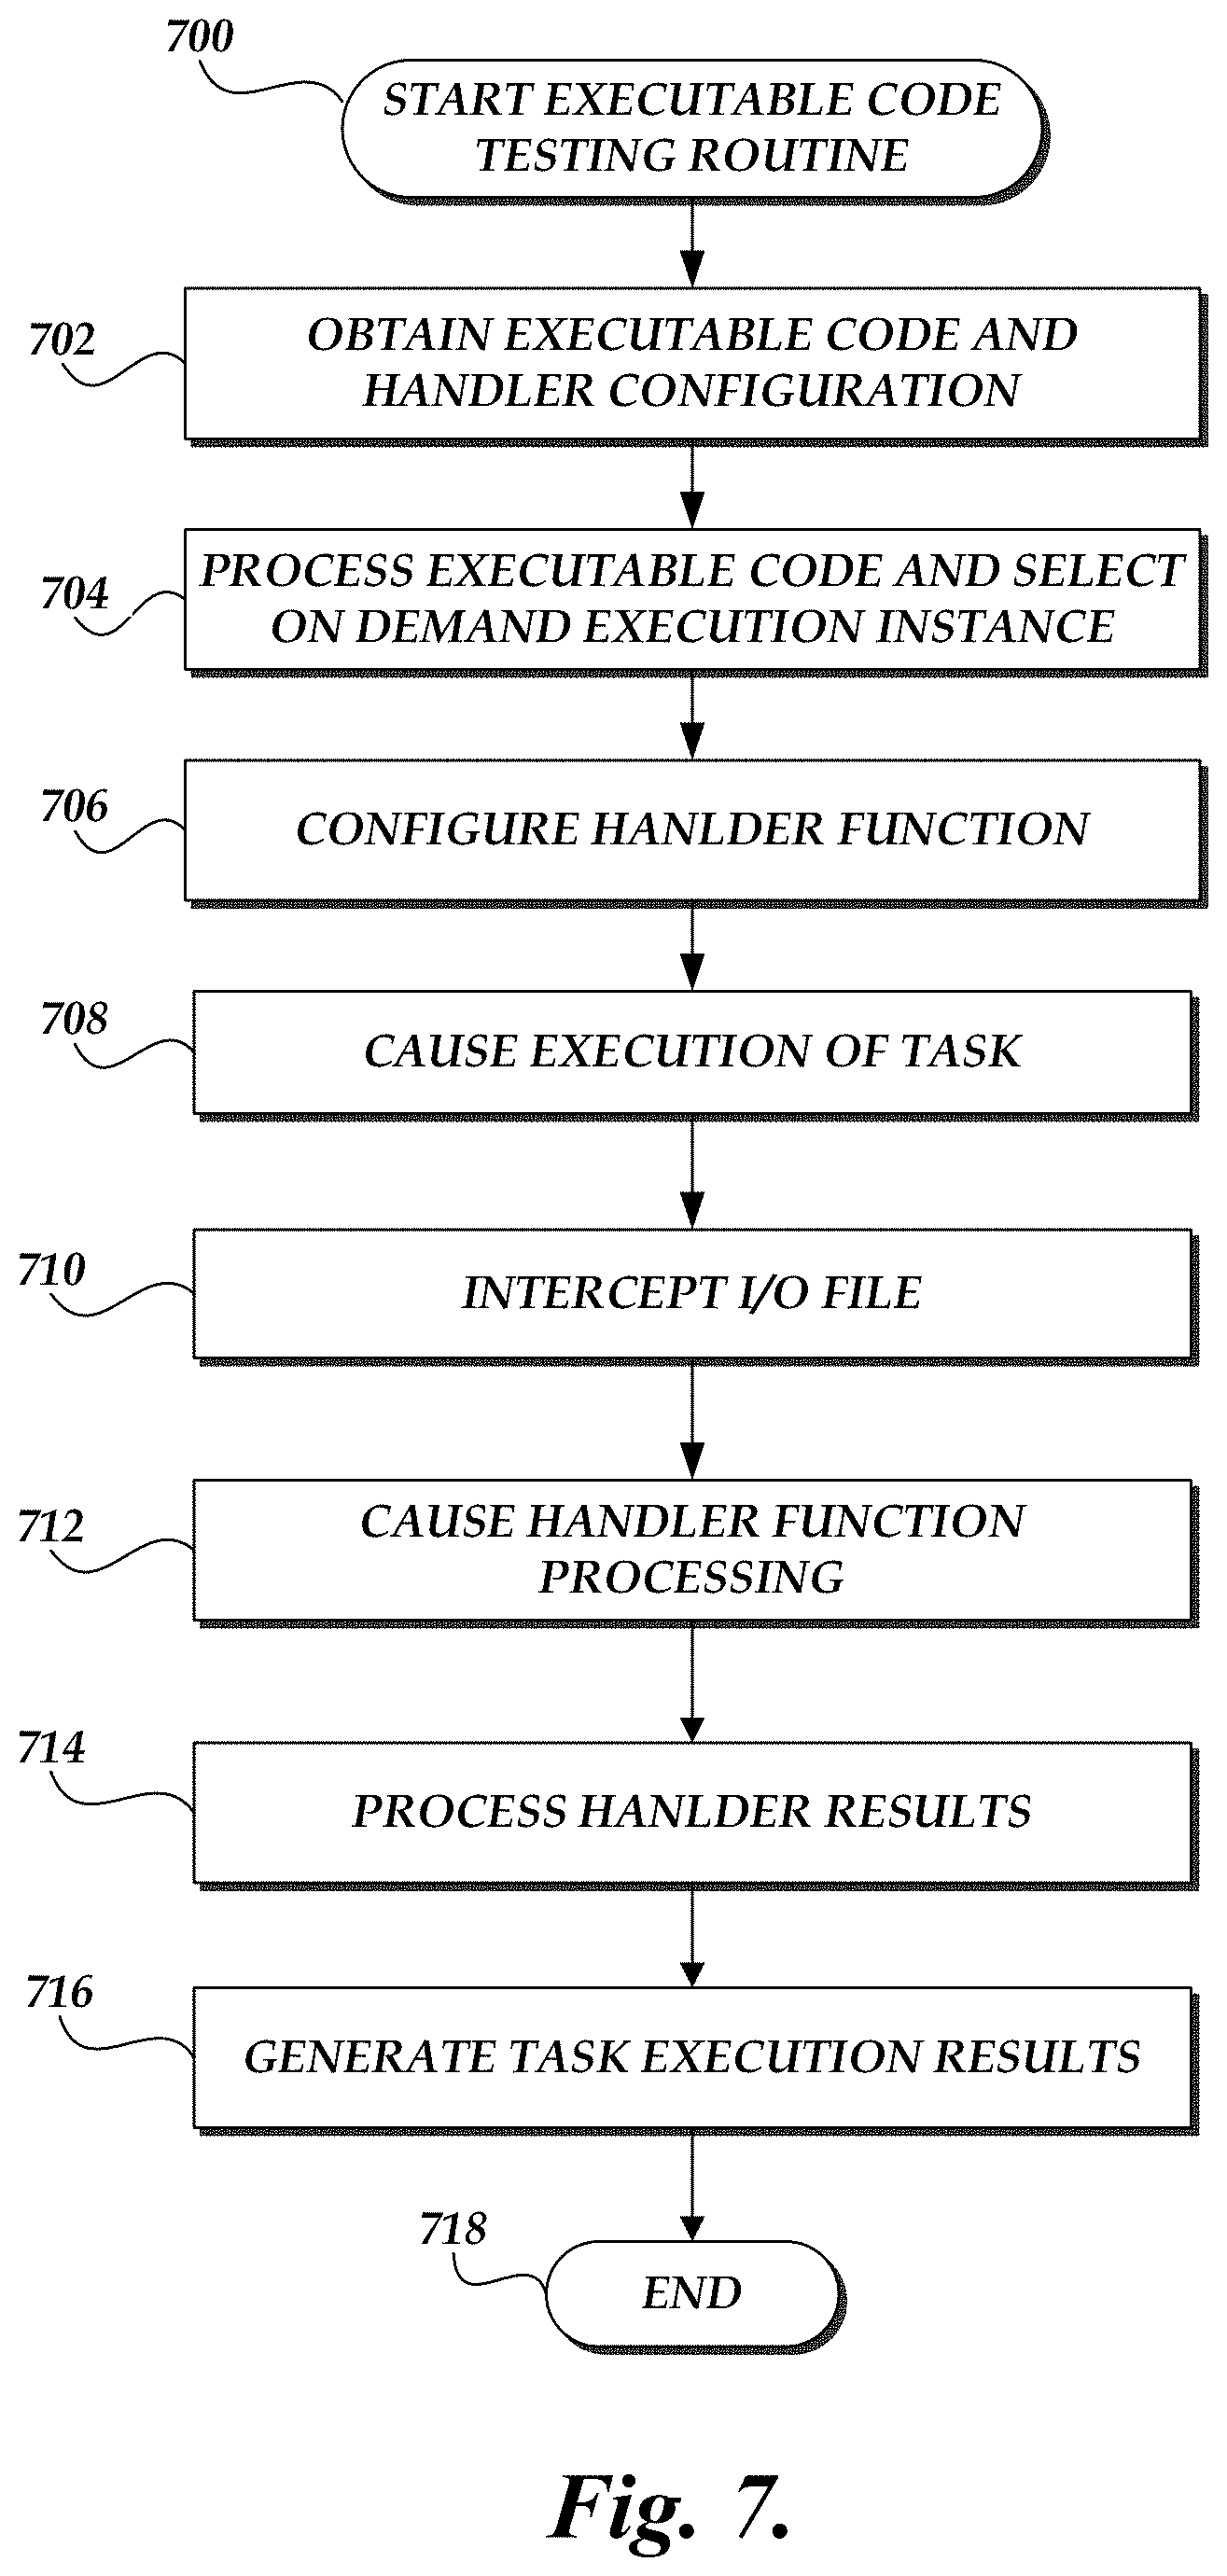 700
START EXECUTABLE CODE
TESTING ROUTINE
702
OBTAIN EXECUTABLE CODE AND
HANDLER CONFIGURATION
704
PROCESS EXECUTABLE CODE AND SELECT
ON DEMAND EXECUTION INSTANCE
706
CONFIGURE HANLDER FUNCTION
708
CAUSE EXECUTION OF TASK
710
INTERCEPT I/O FILE
712
CAUSE HANDLER FUNCTION
PROCESSING
714
PROCESS HANLDER RESULTS
716
GENERATE TASK EXECUTION RESULTS
718
END
Fig. 7.